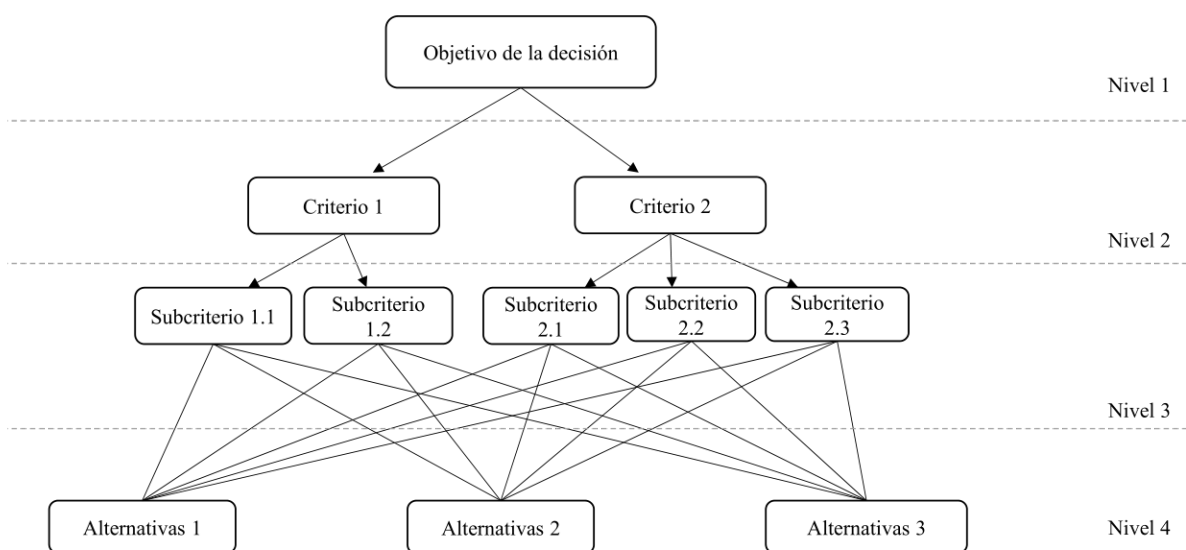 Objetivo de la decisión
Nivel 1
Criterio 1
Criterio 2
Nivel 2
Subcriterio 1.1
Subcriterio
1.2
Subcriterio
2.1
Subcriterio
2.2
Subcriterio
2.3
Nivel 3
Alternativas 1
Alternativas 2
Alternativas 3
Nivel 4